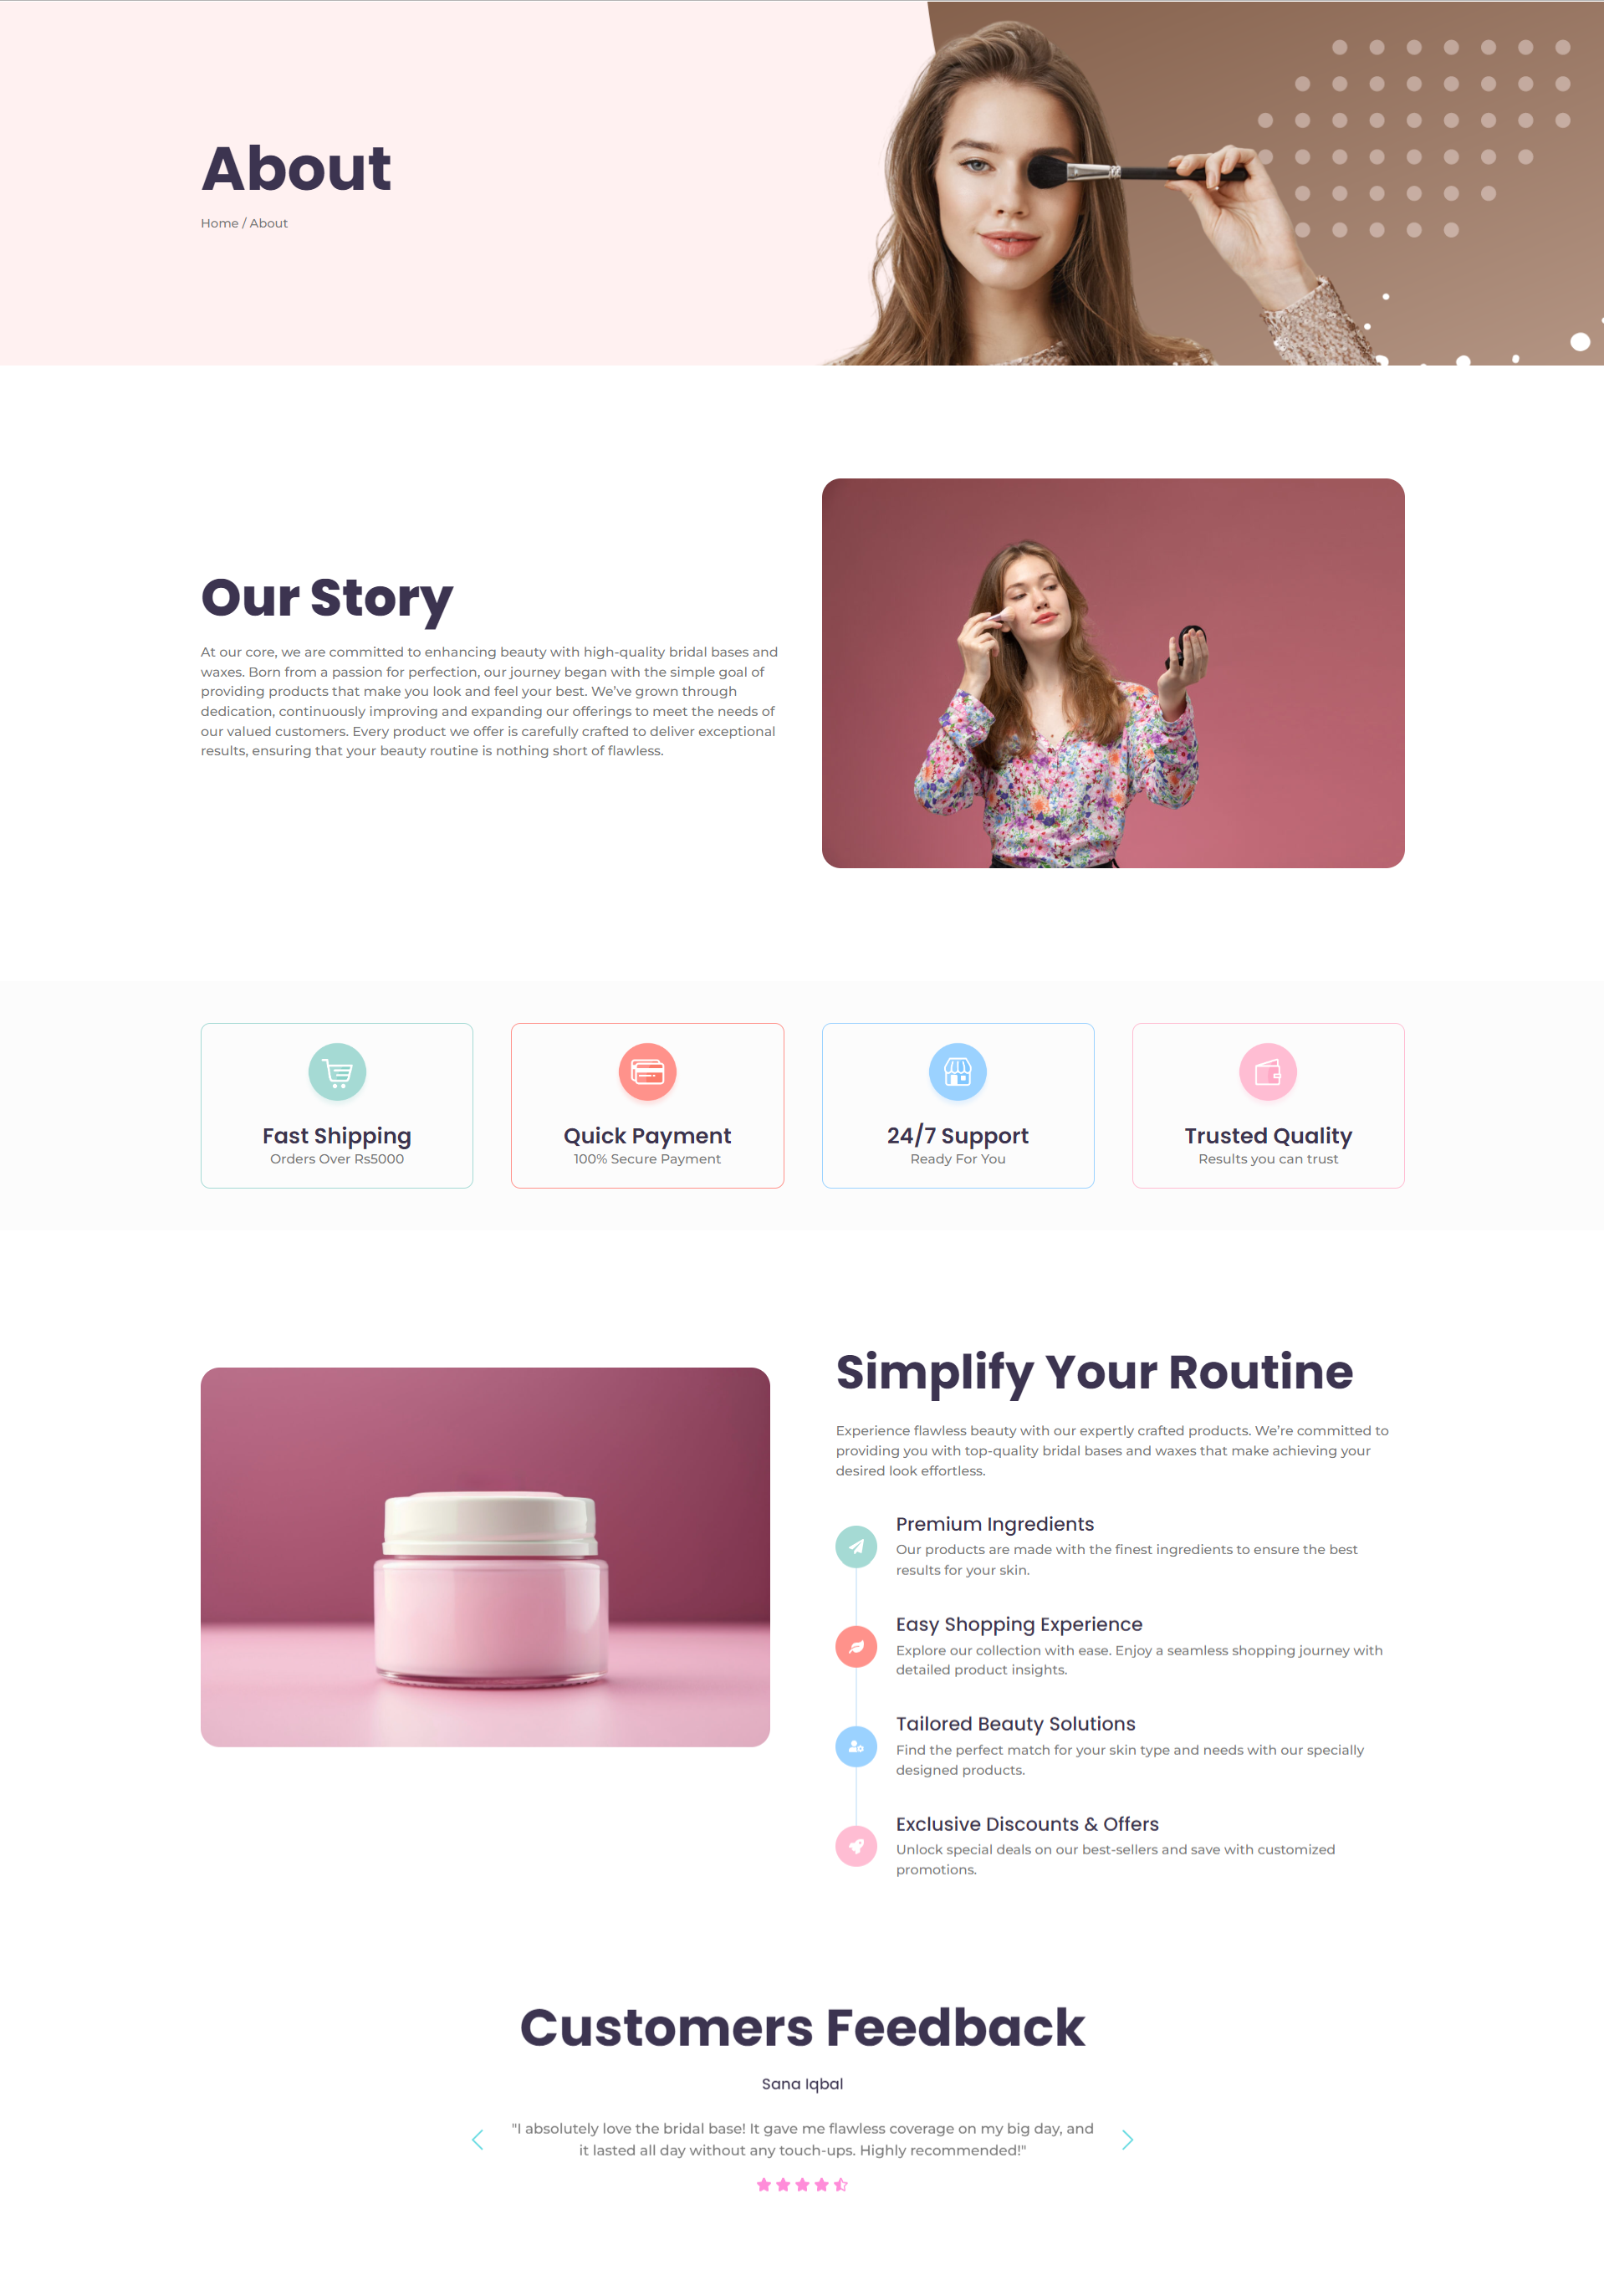 About
Home / About
Our Story
At our core, we are committed to enhancing beauty with high-quality bridal bases and
waxes. Born from a passion for perfection, our journey began with the simple goal of
providing products that make you look and feel your best. We’ve grown through
dedication, continuously improving and expanding our offerings to meet the needs of
our valued customers. Every product we offer is carefully crafted to deliver exceptional
results, ensuring that your beauty routine is nothing short of flawless.
Fast Shipping
Orders Over Rs5000
Quick Payment
100% Secure Payment
24/7 Support
Ready For You
Trusted Quality
Results you can trust
Simplify Your Routine
Experience flawless beauty with our expertly crafted products. We’re committed to
providing you with top-quality bridal bases and waxes that make achieving your
desired look effortless.
Premium Ingredients
Our products are made with the finest ingredients to ensure the best
results for your skin.
Easy Shopping Experience
Explore our collection with ease. Enjoy a seamless shopping journey with
detailed product insights.
Tailored Beauty Solutions
Find the perfect match for your skin type and needs with our specially
designed products.
Exclusive Discounts & Offers
Unlock special deals on our best-sellers and save with customized
promotions.
Customers Feedback
Sana Iqbal
"I absolutely love the bridal base! It gave me flawless coverage on my big day, and
it lasted all day without any touch-ups. Highly recommended!"